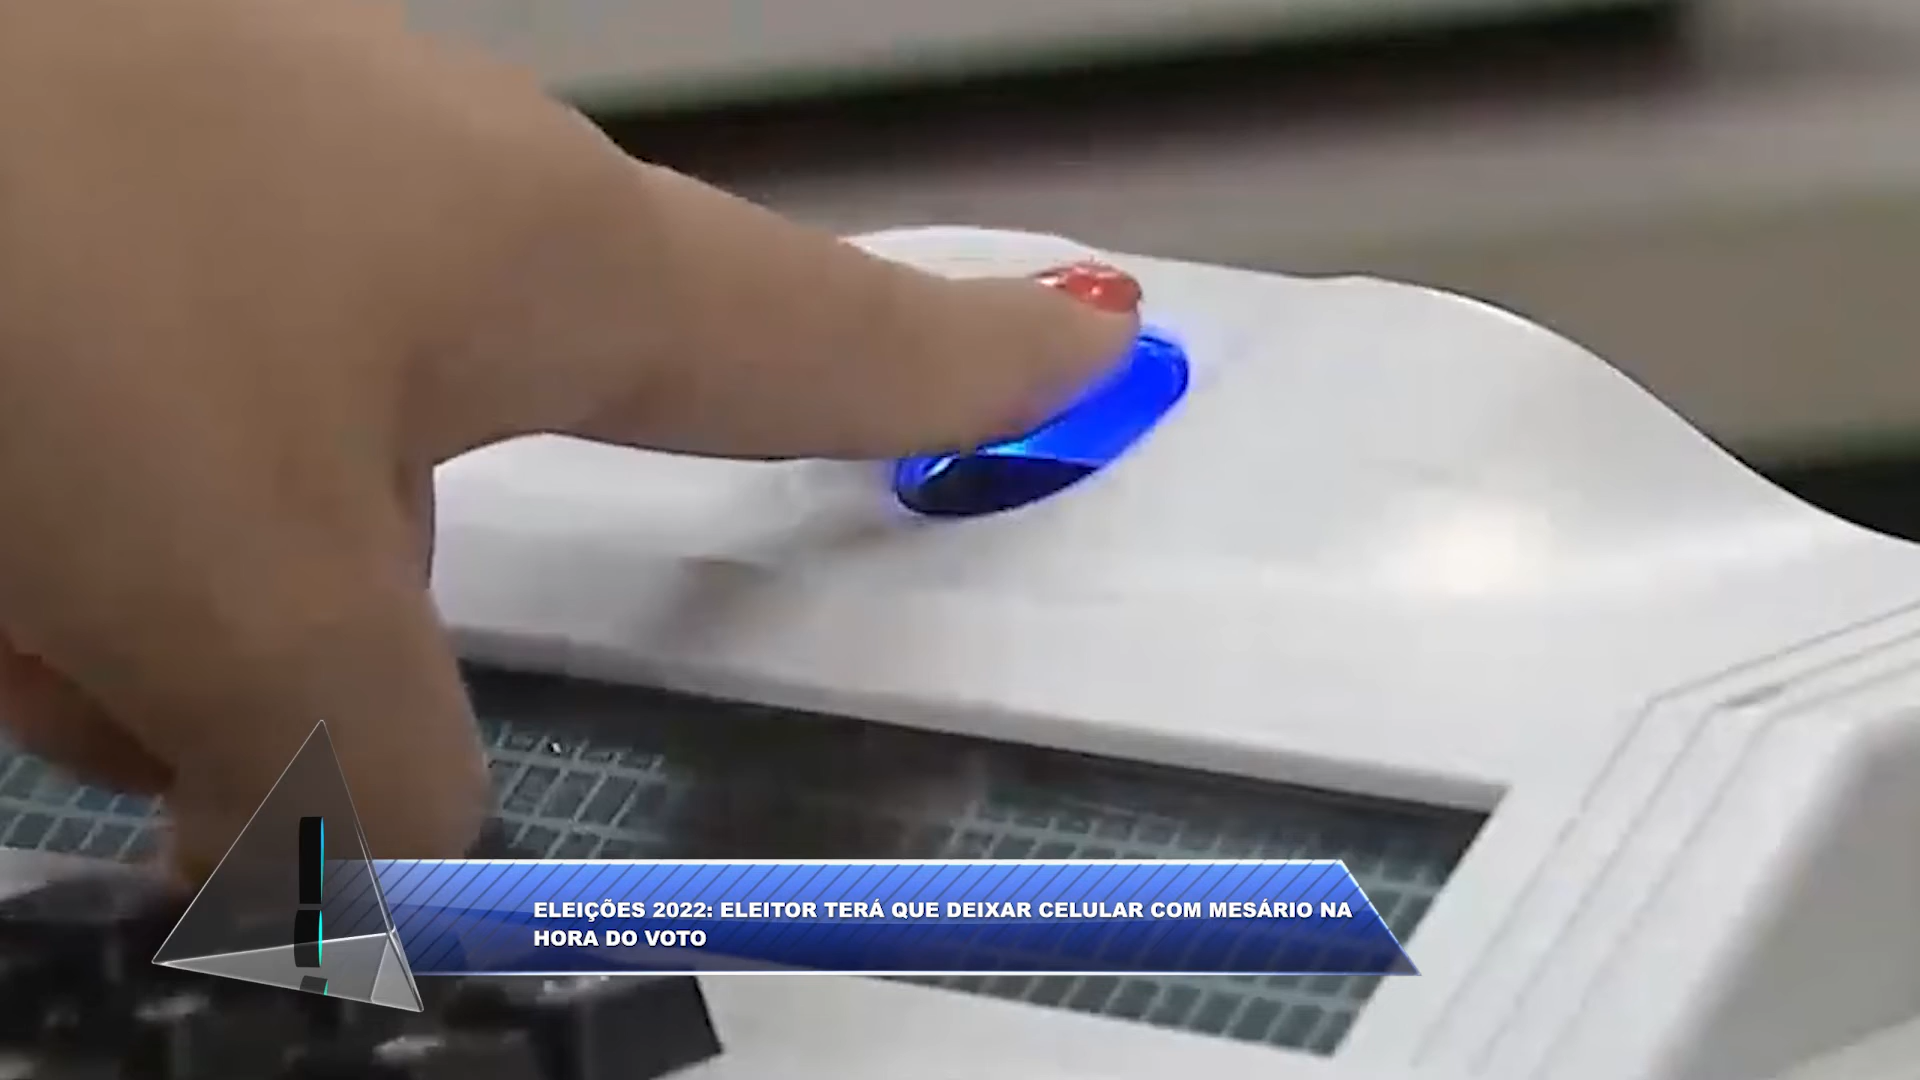 ELEIÇÕES 2022: ELEITOR TERÁ QUE DEIXAR CELULAR COM MESÁRIO NA
HORA DO VOTO